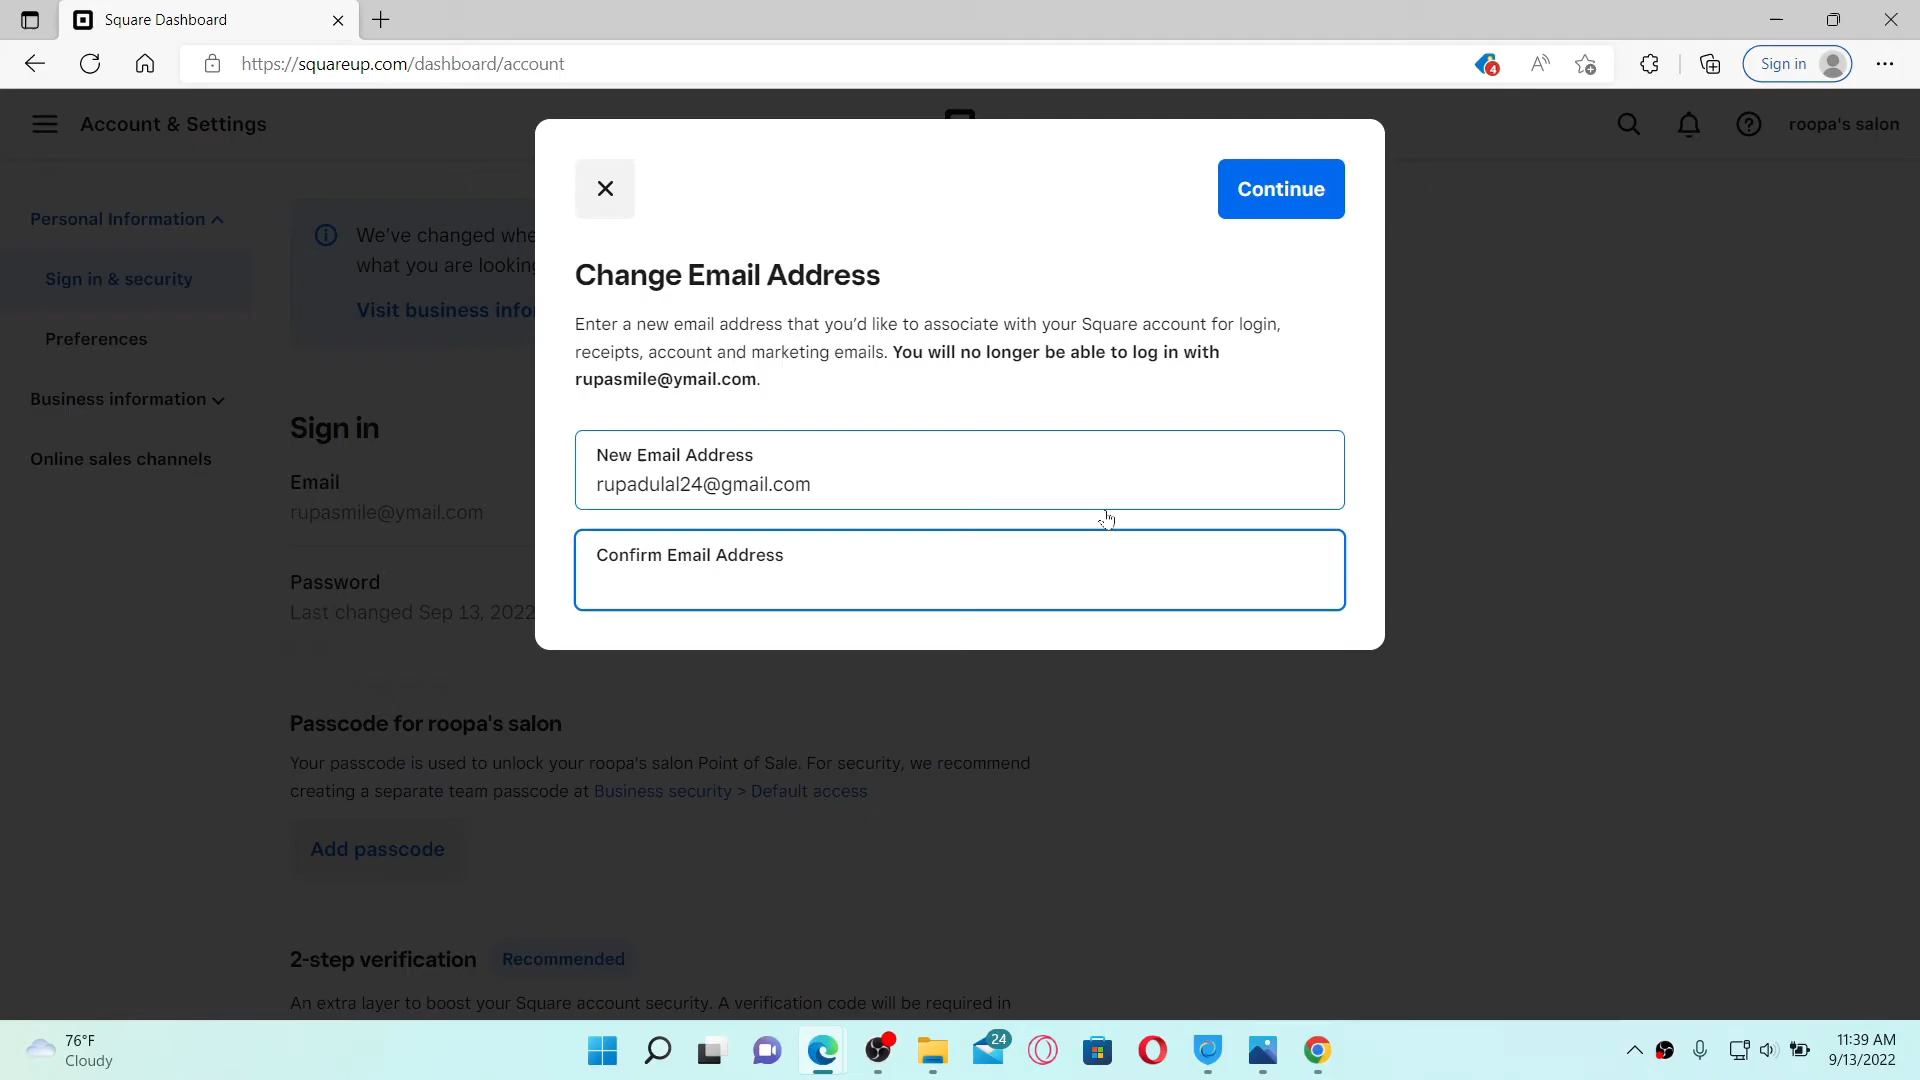 Square Dashboard
https://squareup.com/dashboard/account
4
Sign in
Account & Settings
roopa's salon
Personal Information
Sign in & security
Preferences
Business information
Online sales channels
We've changed whe
what you are lookin
Visit business info
Sign in
Email
rupasmile@ymail.com
Password
Last changed Sep 13, 2022
Continue
Change Email Address
Enter a new email address that you'd like to associate with your Square account for login,
receipts, account and marketing emails. You will no longer be able to log in with
rupasmile@ymail.com.
New Email Address
rupadulal24@gmail.com
Confirm Email Address
Passcode for roopa's salon
Your passcode is used to unlock your roopa's salon Point of Sale. For security, we recommend
creating a separate team passcode at Business security > Default access
Add passcode
2-step verification Recommended
An extra layer to boost your Square account security. A verification code will be required in
76°F
Cloudy
24
11:39 AM
9/13/2022